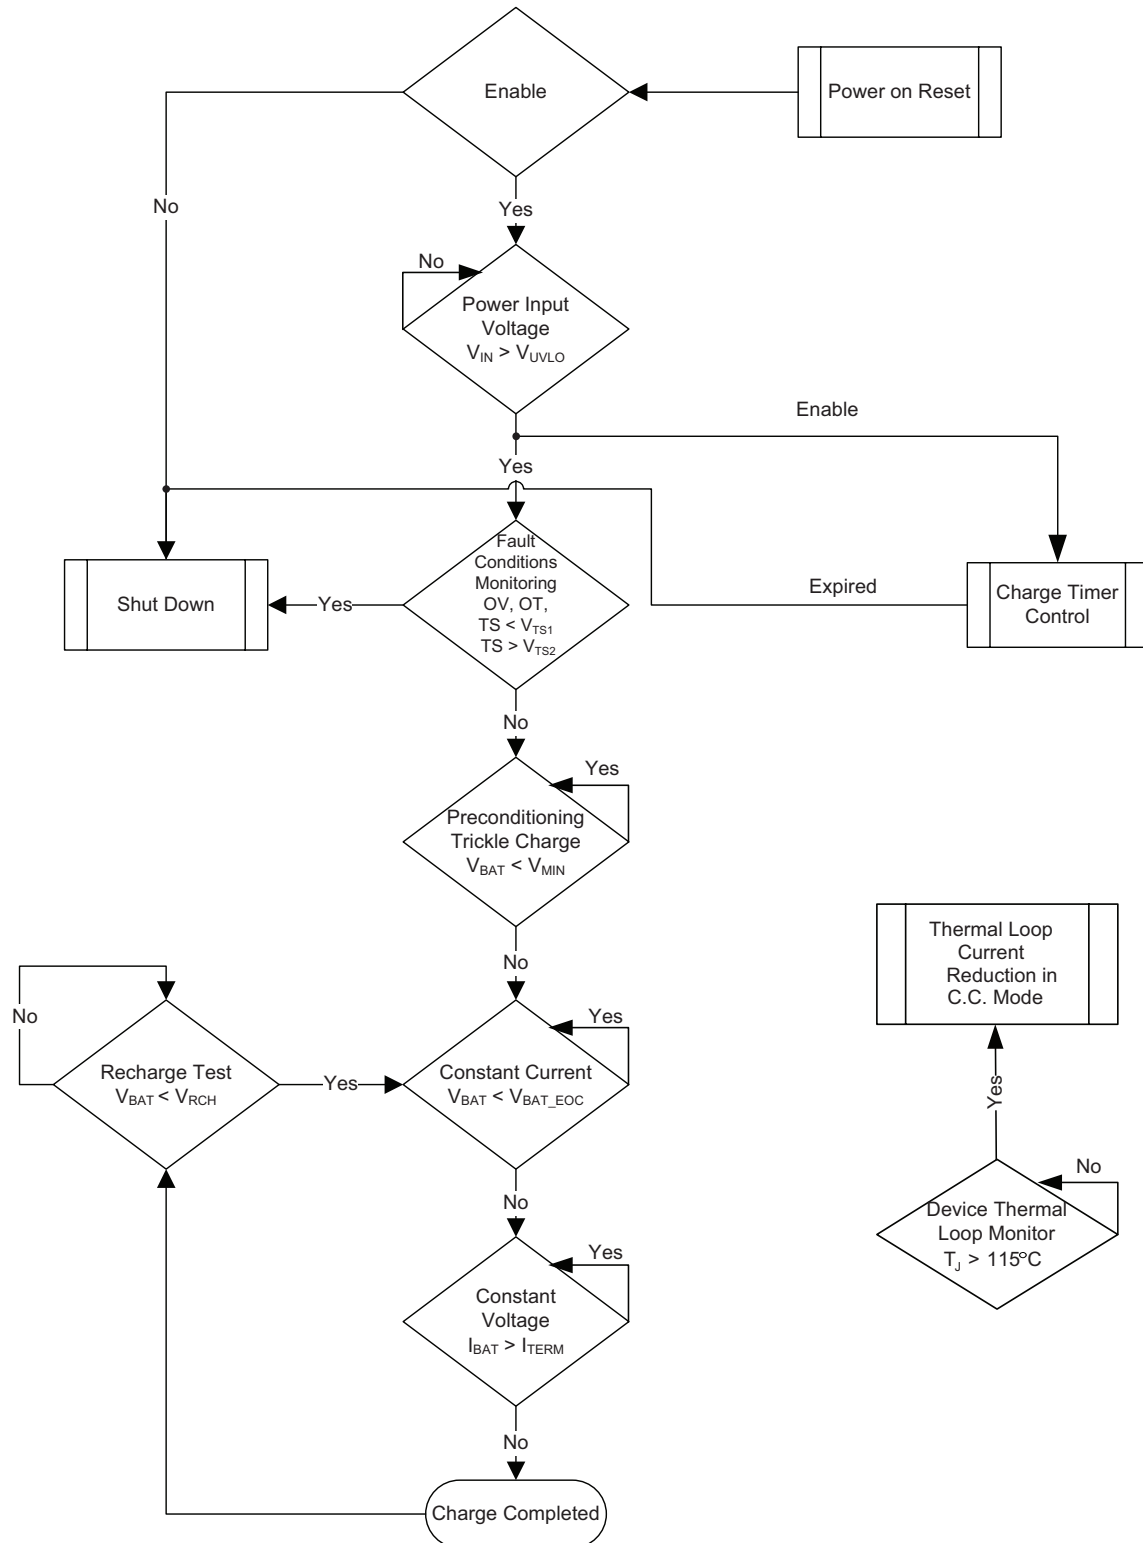 Enable
Power on Reset
No
Yes
No
Power Input
Voltage
V_IN > V_UVLO
Enable
Yes
Fault
Conditions
Monitoring
OV, OT,
TS < V_TS1
TS > V_TS2
Shut Down
Yes
Expired
Charge Timer
Control
No
Yes
Preconditioning
Trickle Charge
V_BAT < V_MIN
Thermal Loop
Current
Reduction in
C.C. Mode
No
No
Yes
Recharge Test
V_BAT < V_RCH
Yes
Constant Current
V_BAT < V_BAT_EOC
Yes
No
No
Device Thermal
Loop Monitor
T_J > 115°C
Yes
Constant
Voltage
I_BAT > I_TERM
No
Charge Completed